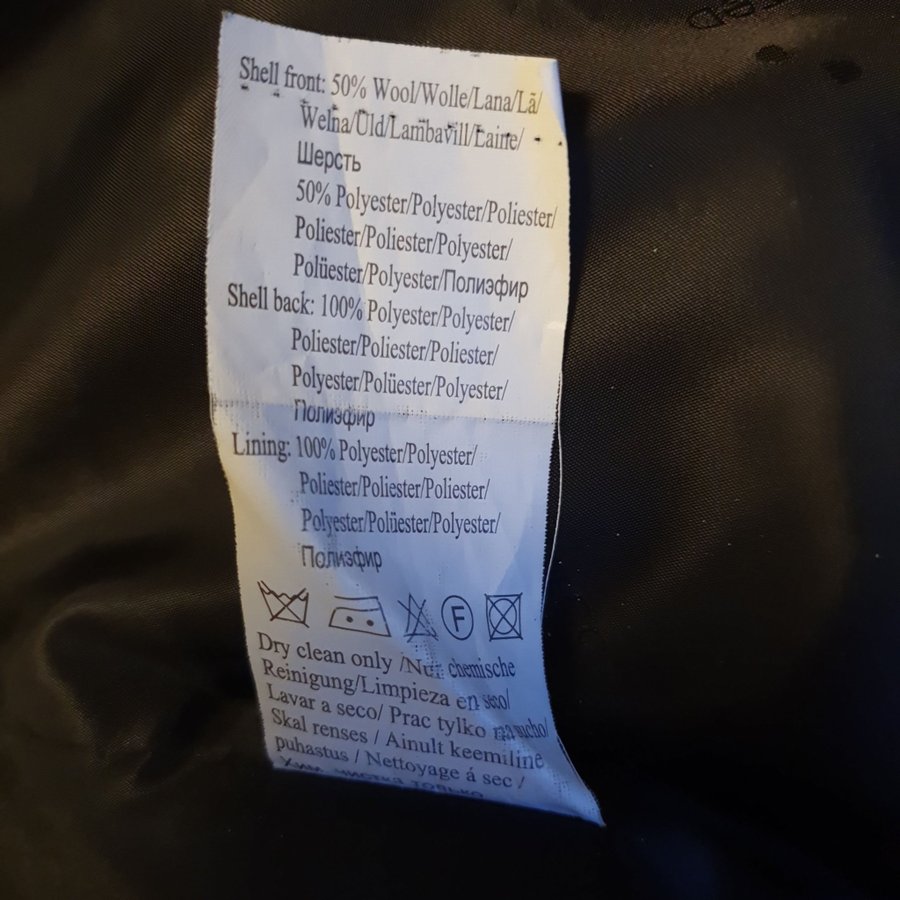 Shell front: 50% Wool/Wolle/Lana/Lã/
Welna/Uld/Lambavill/Laine/
Шерсть
50% Polyester/Polyester/Poliester/
Poliester/Poliester/Polyester/
Polüester/Polyester/Полиэфир
Shell back: 100% Polyester/Polyester/
Poliester/Poliester/Poliester/
Polyester/Polüester/Polyester/
Полиэфир
Lining: 100% Polyester/Polyester/
Poliester/Poliester/Poliester/
Polyester/Polüester/Polyester/
Полиэфир
F
Dry clean only /Nur chemische
Reinigung/Limpieza en seco/
Lavar a seco/ Prac tylko na sucho/
Skal renses / Ainult keemiline
puhastus / Nettoyage á sec /
Хим. чистка только